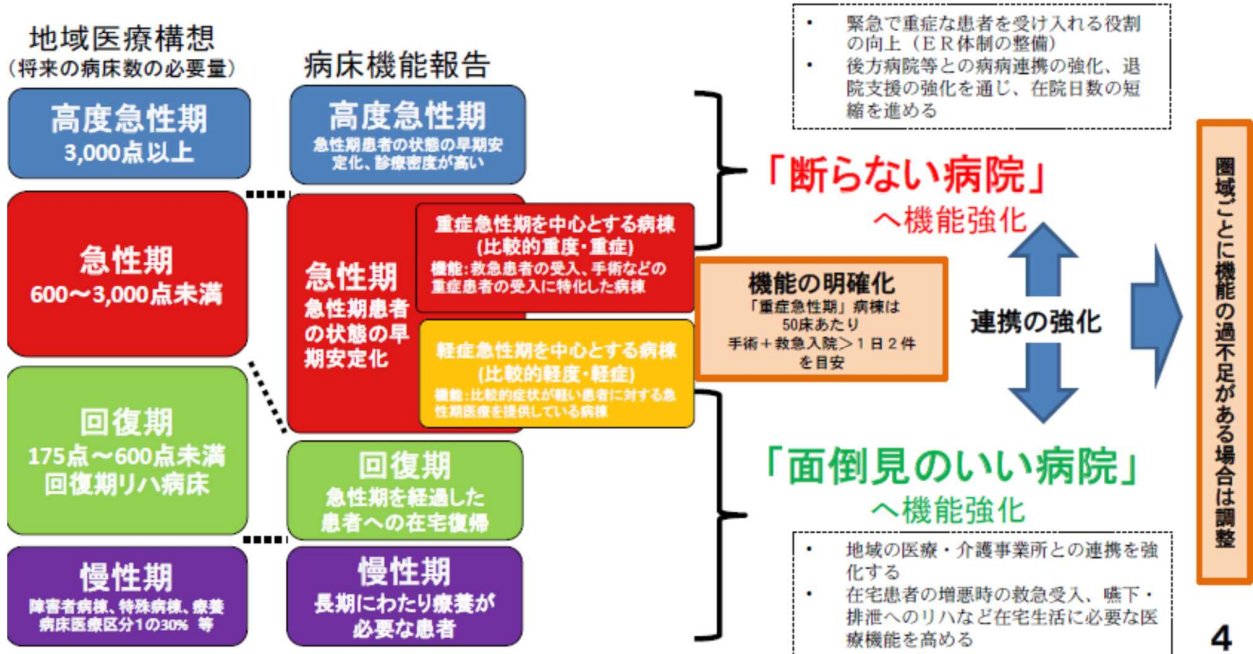 地域医療構想
(将来の病床数の必要量)
高度急性期
3,000点以上
急性期
600～3,000点未満
回復期
175点～600点未満
回復期リハ病床
慢性期
障害者病棟、特殊病棟、療養
病床医療区分1の30% 等
病床機能報告
高度急性期
急性期患者の状態の早期安
定化、診療密度が高い
急性期
急性期患者
の状態の早
期安定化
重症急性期を中心とする病棟
(比較的重度・重症)
機能：救急患者の受入、手術などの
重症患者の受入に特化した病棟
軽症急性期を中心とする病棟
(比較的軽度・軽症)
機能：比較的症状が軽い患者に対する急
性期医療を提供している病棟
回復期
急性期を経過した
患者への在宅復帰
慢性期
長期にわたり療養が
必要な患者
・ 緊急で重症な患者を受け入れる役割
の向上（ＥＲ体制の整備）
・ 後方病院等との病病連携の強化、退
院支援の強化を通じ、在院日数の短
縮を進める
「断らない病院」
へ機能強化
機能の明確化
「重症急性期」病棟は
50床あたり
手術＋救急入院＞１日２件
を目安
連携の強化
「面倒見のいい病院」
へ機能強化
・ 地域の医療・介護事業所との連携を強
化する
・ 在宅患者の増悪時の救急受入、嚥下・
排泄へのリハなど在宅生活に必要な医
療機能を高める
圏域ごとに機能の過不足がある場合は調整
4